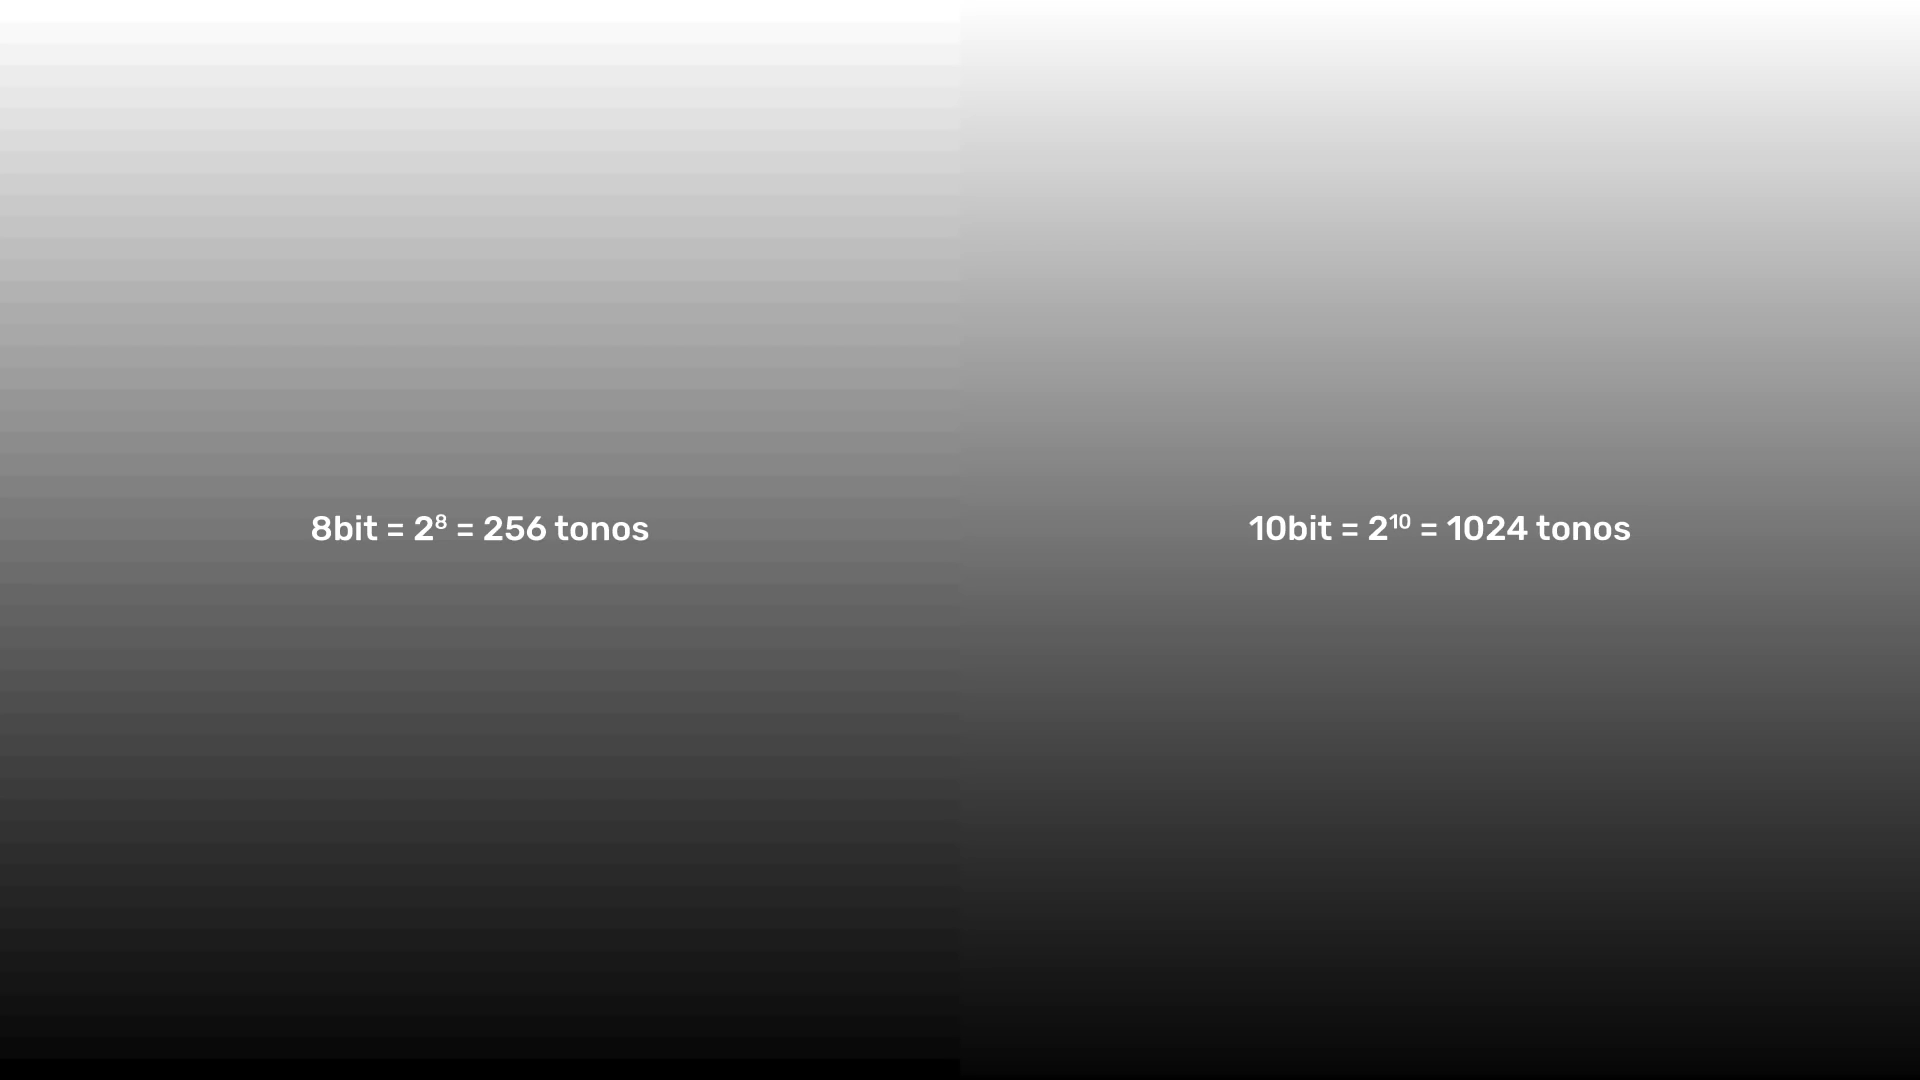 8bit = 2⁸ = 256 tonos
10bit = 2¹⁰ = 1024 tonos